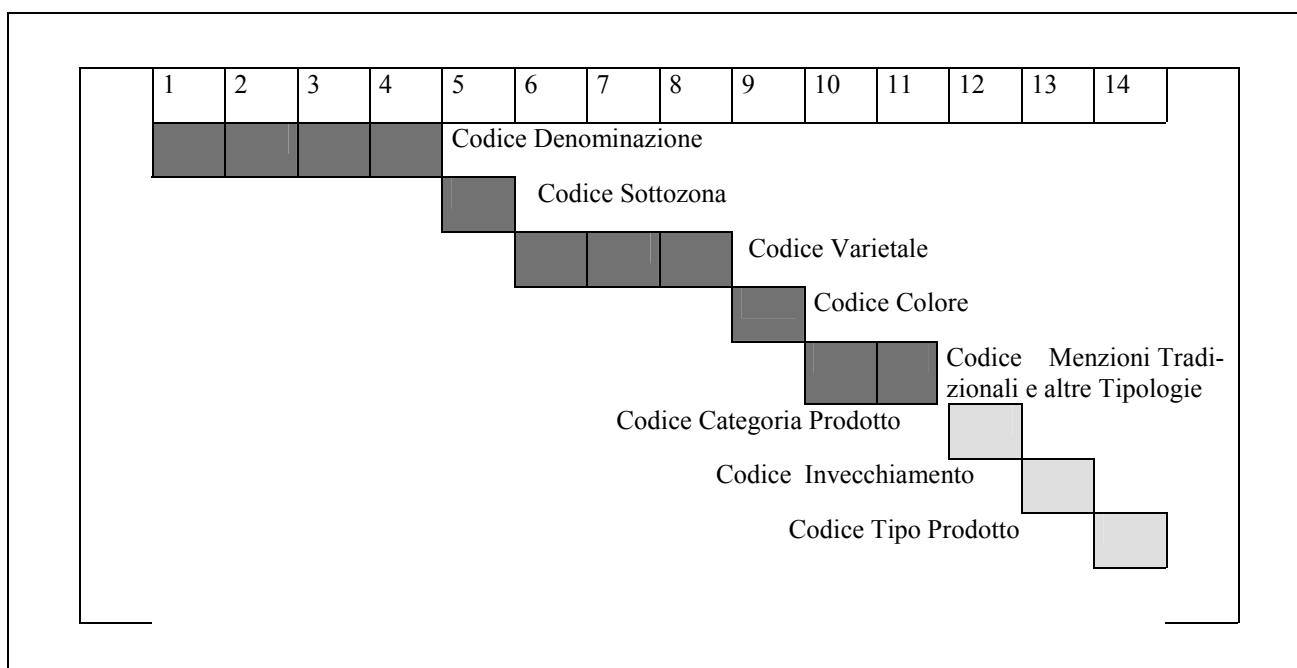 1 2 3 4 5 6 7 8 9 10 11 12 13 14
Codice Denominazione
Codice Sottozona
Codice Varietale
Codice Colore
Codice Menzioni Tradi-
zionali e altre Tipologie
Codice Categoria Prodotto
Codice Invecchiamento
Codice Tipo Prodotto